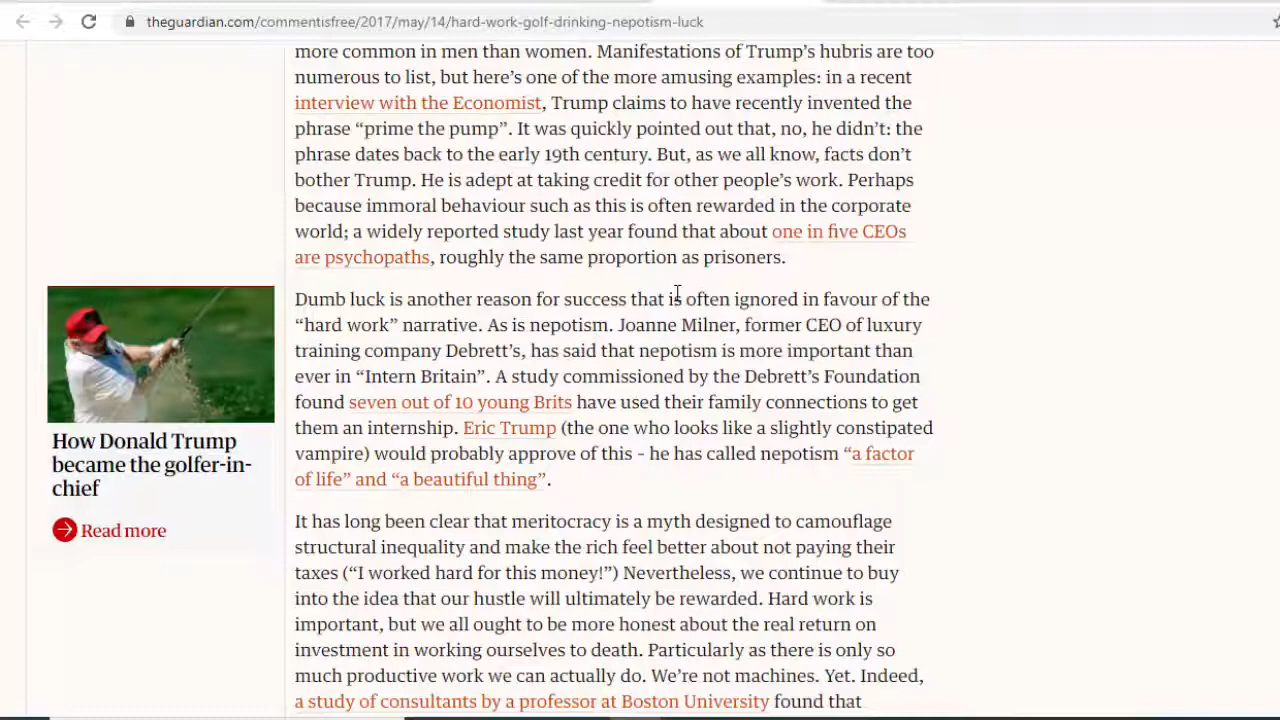 theguardian.com/commentisfree/2017/may/14/hard-work-golf-drinking-nepotism-luck
more common in men than women. Manifestations of Trump’s hubris are too
numerous to list, but here’s one of the more amusing examples: in a recent
interview with the Economist, Trump claims to have recently invented the
phrase “prime the pump”. It was quickly pointed out that, no, he didn’t: the
phrase dates back to the early 19th century. But, as we all know, facts don’t
bother Trump. He is adept at taking credit for other people’s work. Perhaps
because immoral behaviour such as this is often rewarded in the corporate
world; a widely reported study last year found that about one in five CEOs
are psychopaths, roughly the same proportion as prisoners.
Dumb luck is another reason for success that is often ignored in favour of the
“hard work” narrative. As is nepotism. Joanne Milner, former CEO of luxury
training company Debrett’s, has said that nepotism is more important than
ever in “Intern Britain”. A study commissioned by the Debrett’s Foundation
found seven out of 10 young Brits have used their family connections to get
them an internship. Eric Trump (the one who looks like a slightly constipated
vampire) would probably approve of this – he has called nepotism “a factor
of life” and “a beautiful thing”.
How Donald Trump
became the golfer-in-
chief
Read more
It has long been clear that meritocracy is a myth designed to camouflage
structural inequality and make the rich feel better about not paying their
taxes (“I worked hard for this money!”) Nevertheless, we continue to buy
into the idea that our hustle will ultimately be rewarded. Hard work is
important, but we all ought to be more honest about the real return on
investment in working ourselves to death. Particularly as there is only so
much productive work we can actually do. We’re not machines. Yet. Indeed,
a study of consultants by a professor at Boston University found that